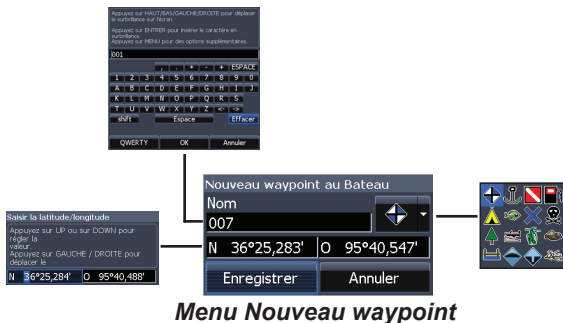 Appuyez sur HAUT/BAS/GAUCHE/DROITE pour déplacer
la surbrillance sur l'écran.
Appuyez sur ENTRER pour insérer le caractère en
surbrillance.
Appuyez sur MENU pour des options supplémentaires.
001
, . * - + ESPACE
1 2 3 4 5 6 7 8 9 0
A B C D E F G H I J
K L M N O P Q R S
T U V W X Y Z <- ->
shift Espace Effacer
QWERTY OK Annuler
Nouveau waypoint au Bateau
Nom
007
N 36°25,283' O 95°40,547'
Enregistrer Annuler
Saisir la latitude/longitude
Appuyez sur UP ou sur DOWN pour
régler la
valeur.
Appuyez sur GAUCHE / DROITE pour
déplacer le
N 36°25,284' O 95°40,488'
Menu Nouveau waypoint